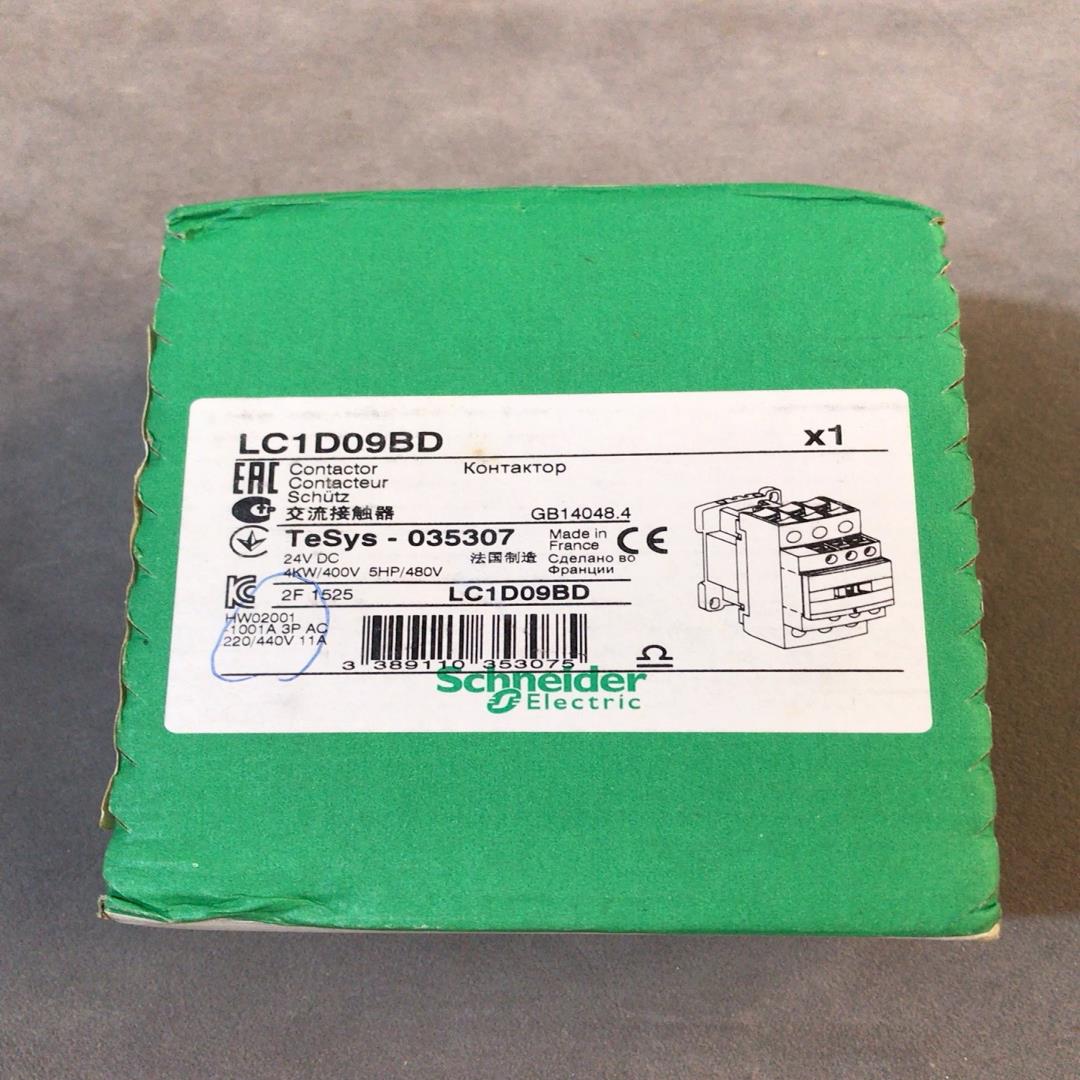 LC1D09BD x1
EAC Contactor Контактор
Contacteur
Schütz
交流接触器 GB14048.4
TeSys - 035307 Made in France CE
24V DC 法国制造 Сделано во Франции
4KW/400V 5HP/480V
2F 1525 LC1D09BD
HW02001
-1001A 3P AC
220/440V 11A
3 389110 353075
Schneider
Electric